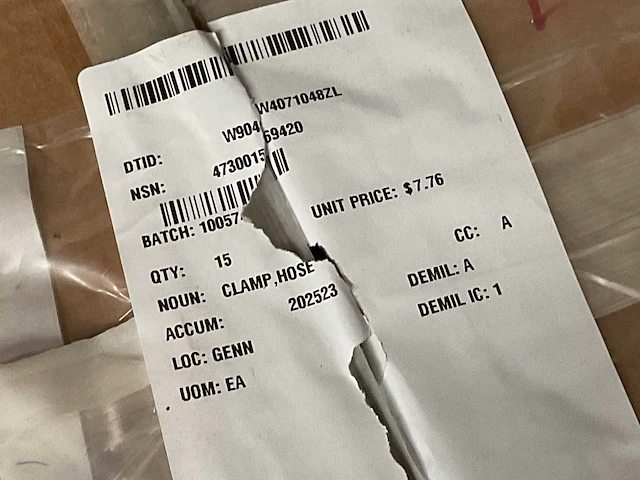 DTID: W904 W4071048ZL
NSN: 4730015 69420
BATCH: 10057
UNIT PRICE: $7.76
QTY: 15
CC: A
NOUN: CLAMP,HOSE
DEMIL: A
ACCUM: 202523
DEMIL IC: 1
LOC: GENN
UOM: EA